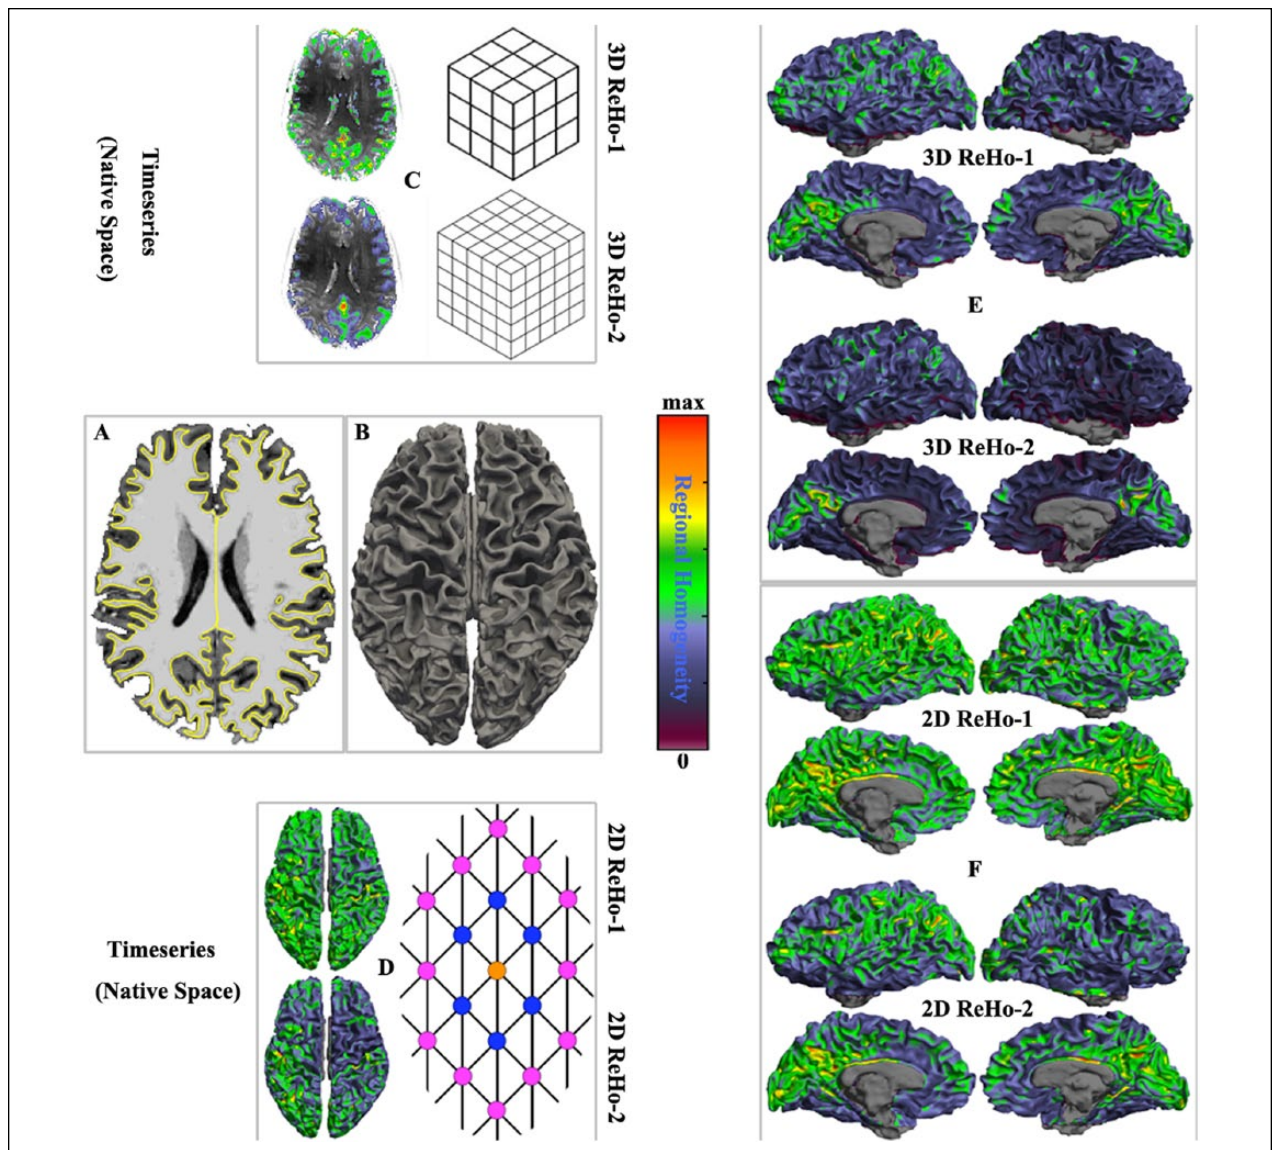 Timeseries
(Native Space)
C
3D ReHo-1
3D ReHo-2
A
B
max
Regional Homogeneity
0
3D ReHo-1
E
3D ReHo-2
2D ReHo-1
F
2D ReHo-2
Timeseries
(Native Space)
D
2D ReHo-1
2D ReHo-2